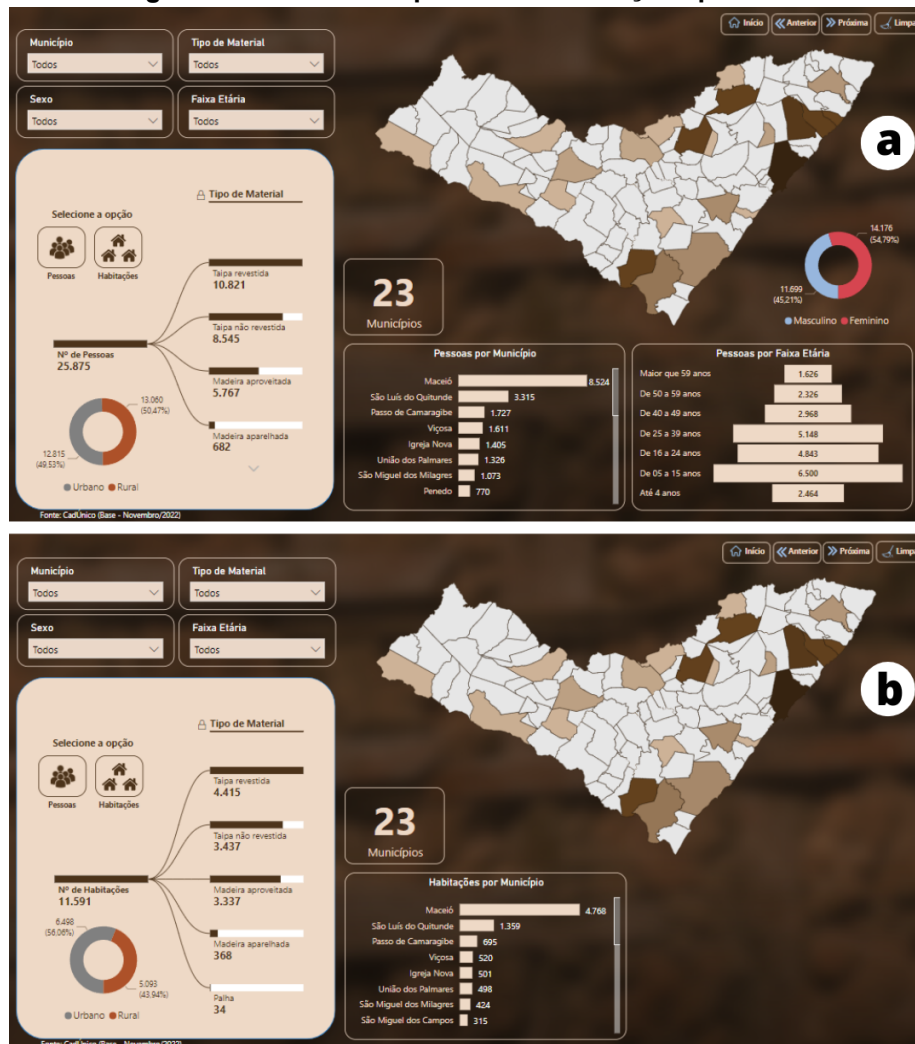 Início
Anterior
Próxima
Município
Todos
Tipo de Material
Todos
Sexo
Todos
Faixa Etária
Todos
a
Selecione a opção
Pessoas
Habitações
Tipo de Material
Nº de Pessoas
25.875
Taipa revestida
10.821
Taipa não revestida
8.545
Madeira aproveitada
5.767
Madeira aparelhada
682
13.060
(50,47%)
12.815
(49,53%)
Urbano
Rural
Fonte: CadÚnico (Base - Novembro/2022)
23
Municípios
14.176
(54,79%)
11.699
(45,21%)
Masculino
Feminino
Pessoas por Município
Maceió 8.524
São Luís do Quitunde 3.315
Passo de Camaragibe 1.727
Viçosa 1.611
Igreja Nova 1.405
União dos Palmares 1.326
São Miguel dos Milagres 1.073
Penedo 770
Pessoas por Faixa Etária
Maior que 59 anos 1.626
De 50 a 59 anos 2.326
De 40 a 49 anos 2.968
De 25 a 39 anos 5.148
De 16 a 24 anos 4.843
De 05 a 15 anos 6.500
Até 4 anos 2.464
Início
Anterior
Próxima
Município
Todos
Tipo de Material
Todos
Sexo
Todos
Faixa Etária
Todos
b
Selecione a opção
Pessoas
Habitações
Tipo de Material
Nº de Habitações
11.591
Taipa revestida
4.415
Taipa não revestida
3.437
Madeira aproveitada
3.337
Madeira aparelhada
368
Palha
34
6.498
(56,06%)
5.093
(43,94%)
Urbano
Rural
23
Municípios
Habitações por Município
Maceió 4.768
São Luís do Quitunde 1.359
Passo de Camaragibe 695
Viçosa 520
Igreja Nova 501
União dos Palmares 498
São Miguel dos Milagres 424
São Miguel dos Campos 315